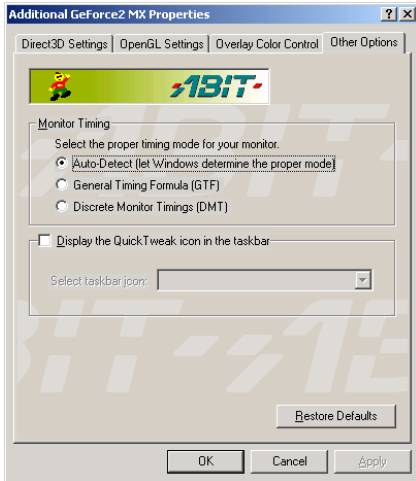 Additional GeForce2 MX Properties
Direct3D Settings OpenGL Settings Overlay Color Control Other Options
ABIT
Monitor Timing
Select the proper timing mode for your monitor.
Auto-Detect (let Windows determine the proper mode)
General Timing Formula (GTF)
Discrete Monitor Timings (DMT)
Display the QuickTweak icon in the taskbar
Select taskbar icon:
Restore Defaults
OK Cancel Apply